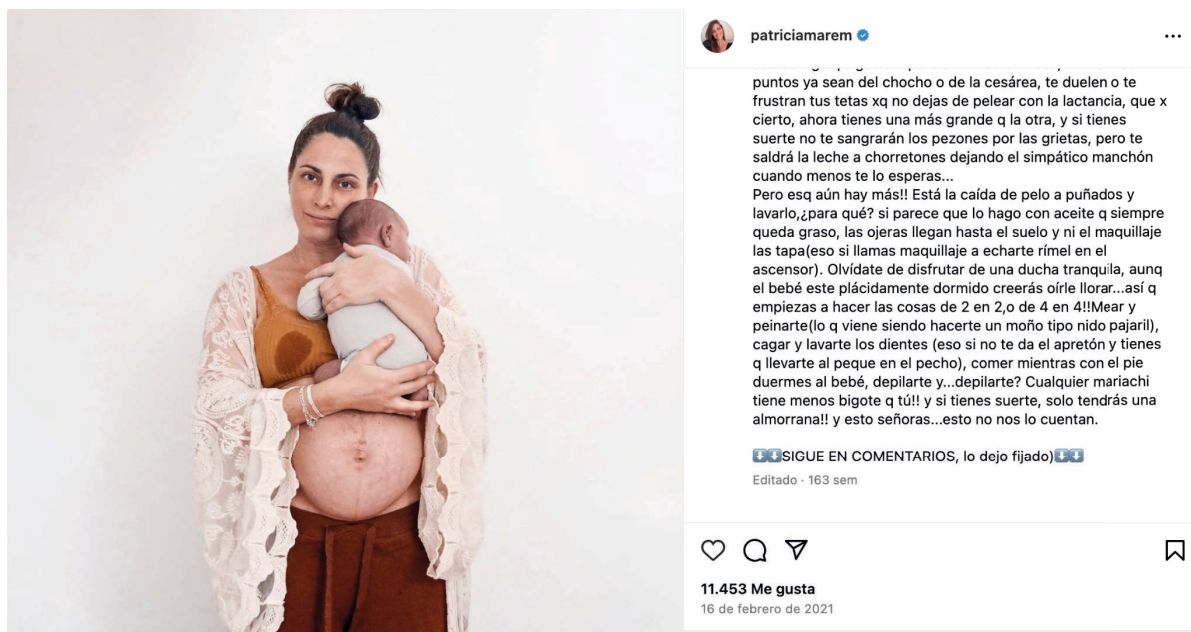 patriciamarem
puntos ya sean del chocho o de la cesárea, te duelen o te
frustran tus tetas xq no dejas de pelear con la lactancia, que x
cierto, ahora tienes una más grande q la otra, y si tienes
suerte no te sangrarán los pezones por las grietas, pero te
saldrá la leche a chorretones dejando el simpático manchón
cuando menos te lo esperas...
Pero esq aún hay más!! Está la caída de pelo a puñados y
lavarlo,¿para qué? si parece que lo hago con aceite q siempre
queda graso, las ojeras llegan hasta el suelo y ni el maquillaje
las tapa(eso si llamas maquillaje a echarte rímel en el
ascensor). Olvídate de disfrutar de una ducha tranquila, aunq
el bebé este plácidamente dormido creerás oírle llorar...así q
empiezas a hacer las cosas de 2 en 2,o de 4 en 4!!Mear y
peinarte(lo q viene siendo hacerte un moño tipo nido pajaril),
cagar y lavarte los dientes (eso si no te da el apretón y tienes
q llevarte al peque en el pecho), comer mientras con el pie
duermes al bebé, depilarte y...depilarte? Cualquier mariachi
tiene menos bigote q tú!! y si tienes suerte, solo tendrás una
almorrana!! y esto señoras...esto no nos lo cuentan.
⬇️⬇️SIGUE EN COMENTARIOS, lo dejo fijado)⬇️⬇️
Editado · 163 sem
11.453 Me gusta
16 de febrero de 2021